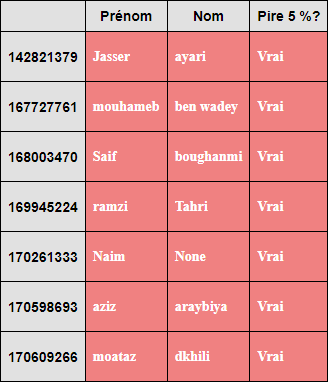 Prénom Nom Pire 5 %?
142821379 Jasser ayari Vrai
167727761 mouhameb ben wadey Vrai
168003470 Saif boughanmi Vrai
169945224 ramzi Tahri Vrai
170261333 Naim None Vrai
170598693 aziz araybiya Vrai
170609266 moataz dkhili Vrai